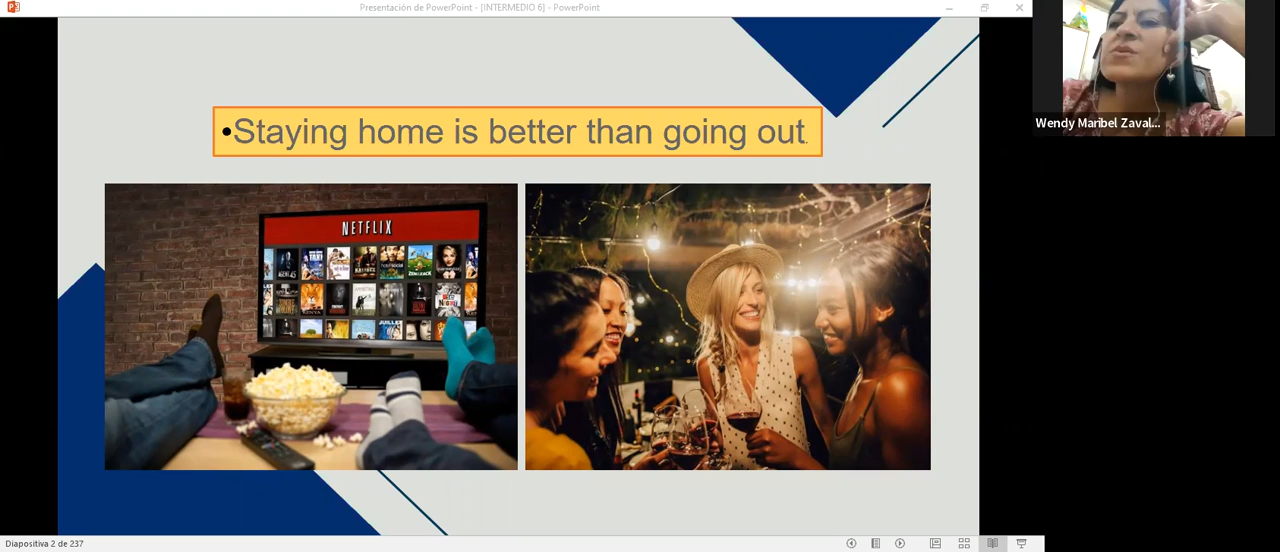 Presentación de PowerPoint - [INTERMEDIO 6] - PowerPoint
Wendy Maribel Zaval...
•Staying home is better than going out.
NETFLIX
Diapositiva 2 de 237